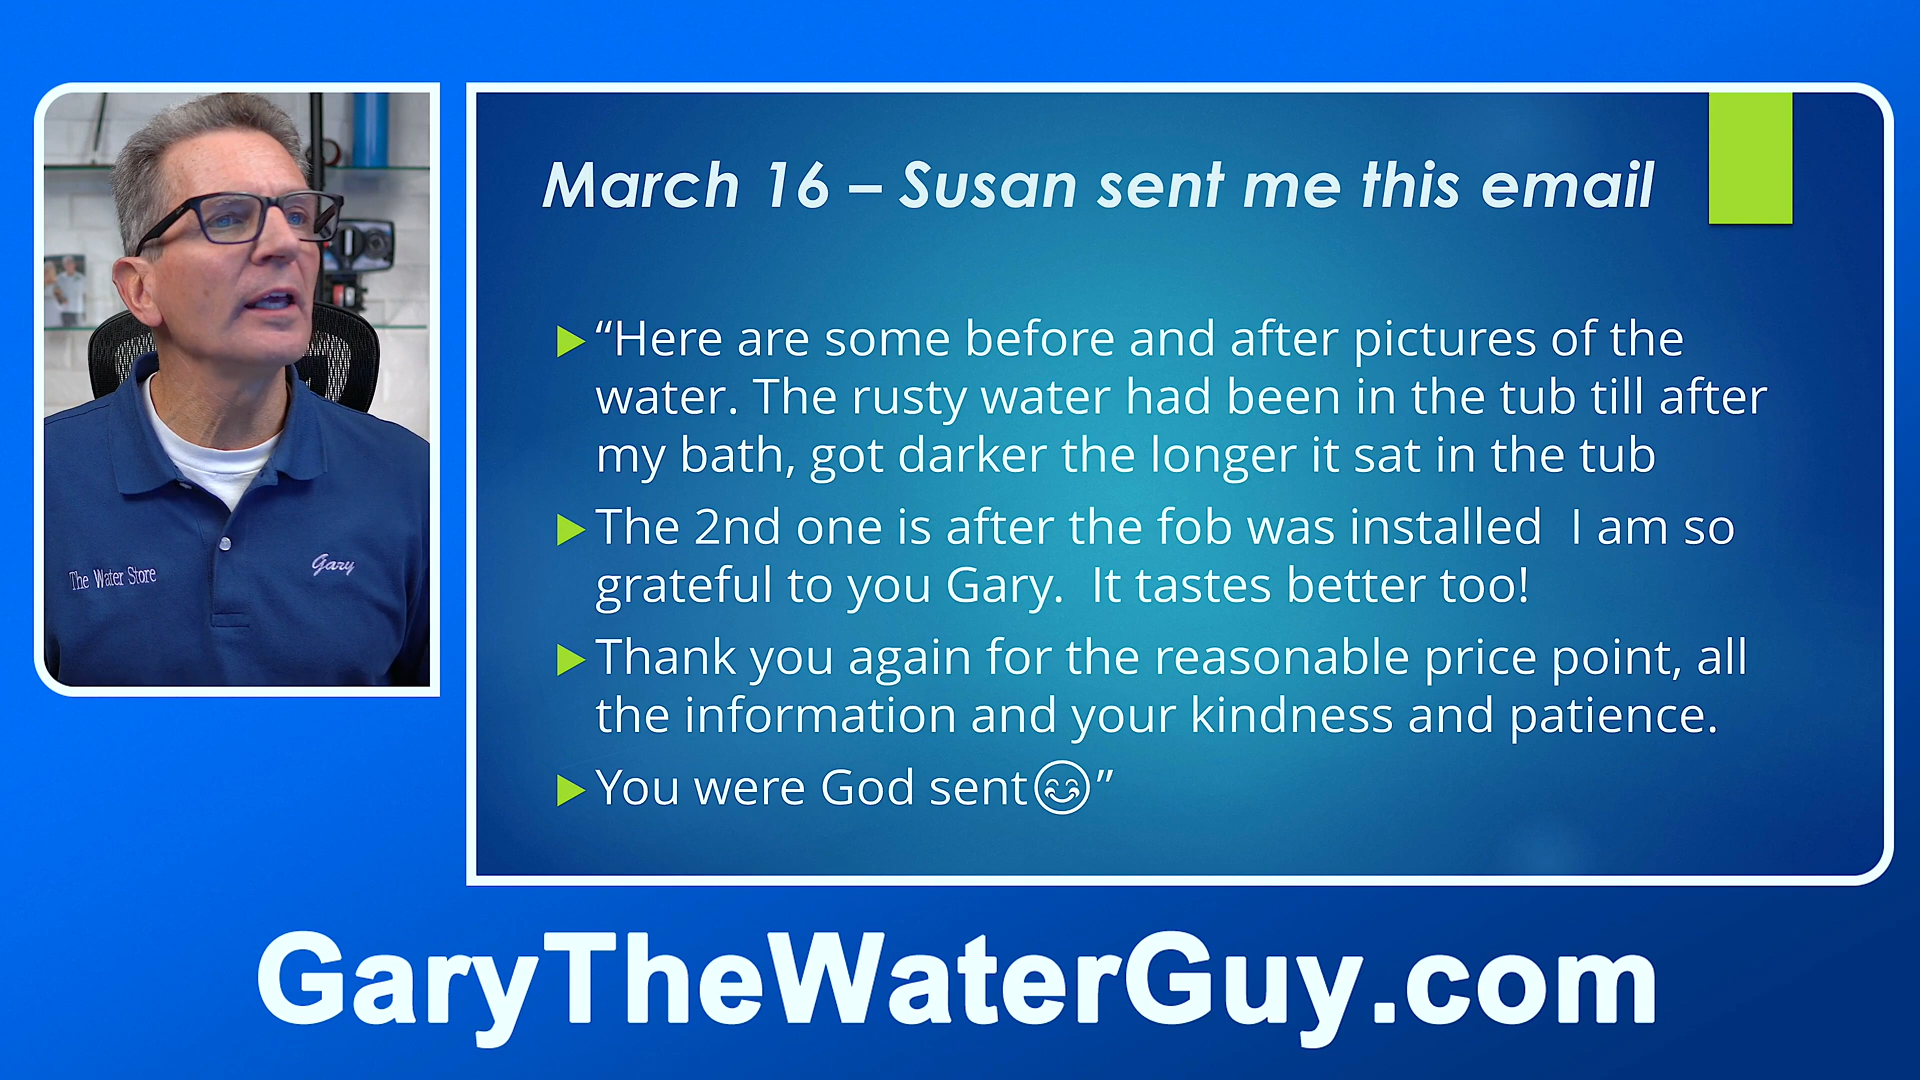 March 16 – Susan sent me this email
“Here are some before and after pictures of the
water. The rusty water had been in the tub till after
my bath, got darker the longer it sat in the tub
The 2nd one is after the fob was installed  I am so
grateful to you Gary.  It tastes better too!
Thank you again for the reasonable price point, all
the information and your kindness and patience.
You were God sent😊”
The Water Store
Gary
GaryTheWaterGuy.com